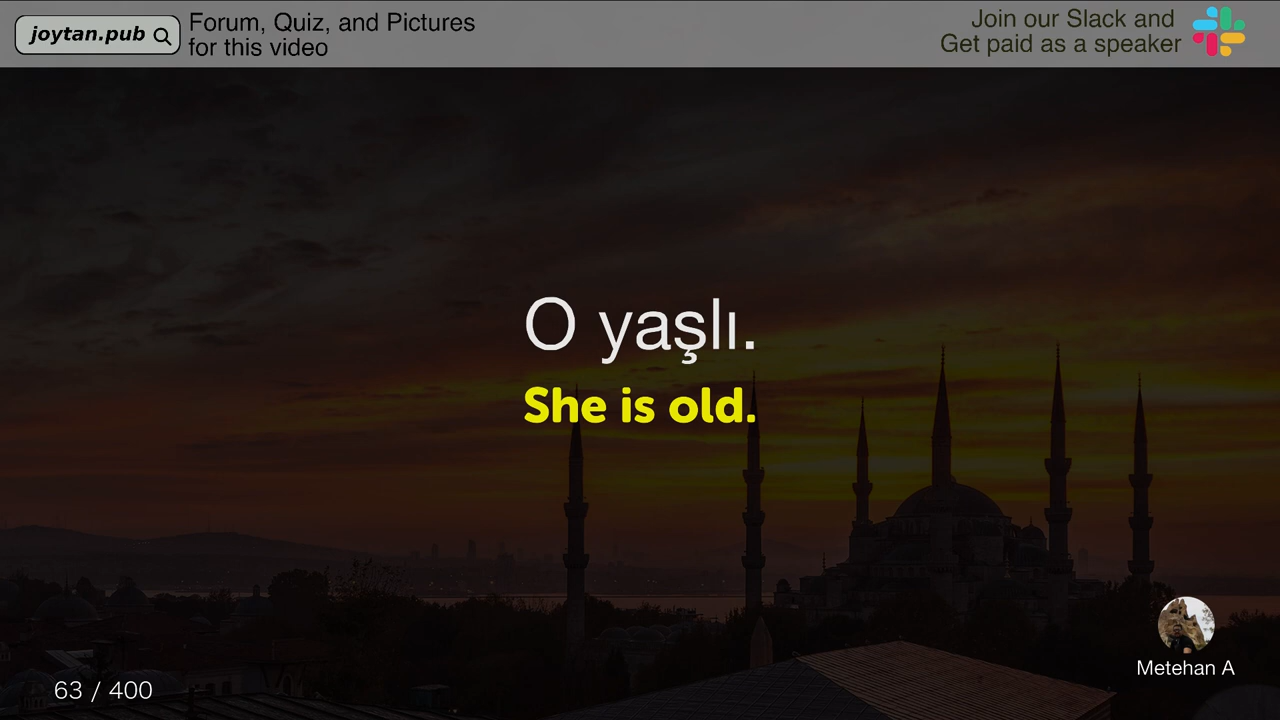 joytan.pub
Forum, Quiz, and Pictures
for this video
Join our Slack and
Get paid as a speaker
O yaşlı.
She is old.
Metehan A
63 / 400